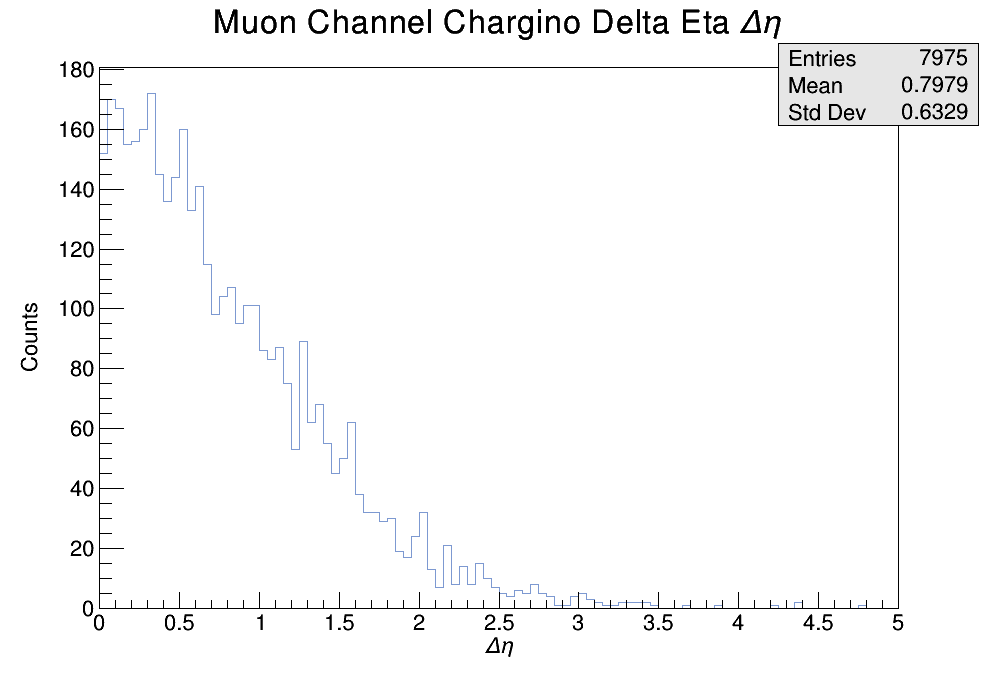 Muon Channel Chargino Delta Eta Δη
Entries 7975
Mean 0.7979
Std Dev 0.6329
180
160
140
120
100
80
60
40
20
0
Counts
0 0.5 1 1.5 2 2.5 3 3.5 4 4.5 5
Δη